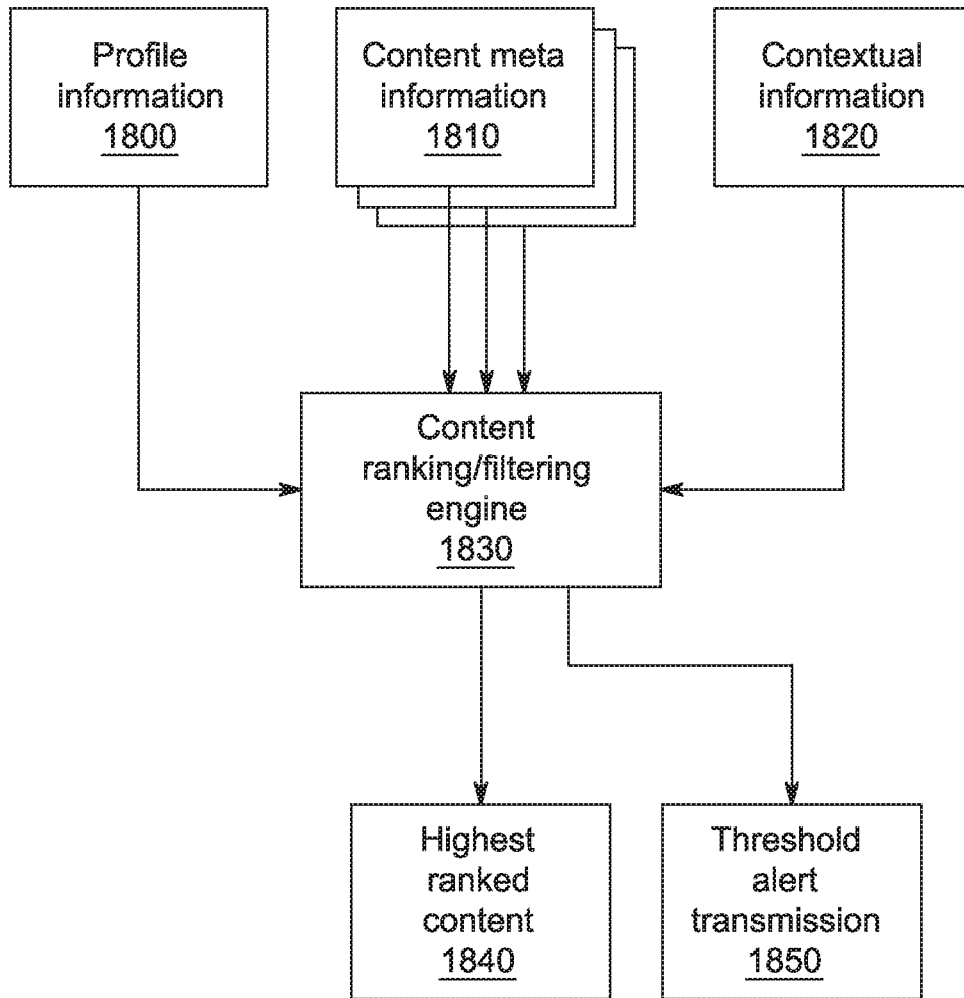 Profile
information
1800
Content meta
information
1810
Contextual
information
1820
Content
ranking/filtering
engine
1830
Highest
ranked
content
1840
Threshold
alert
transmission
1850